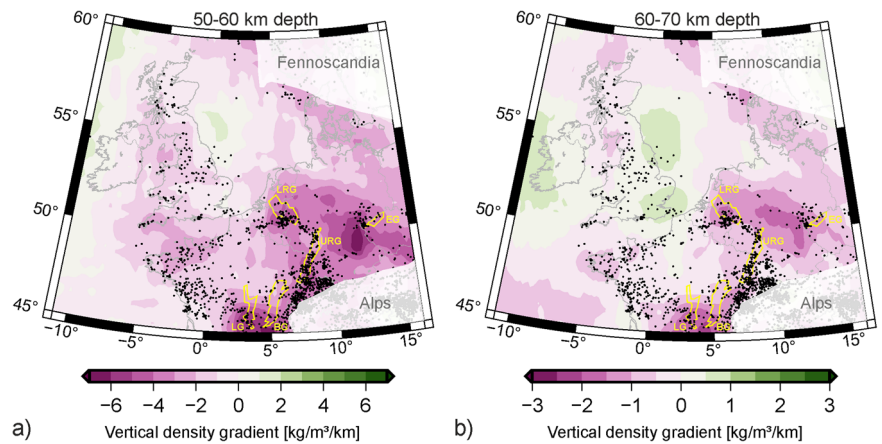 50-60 km depth
60°
Fennoscandia
55°
LRG
50°
EG
URG
45°
Alps
LG
BG
−10°
−5°
0°
5°
10°
15°
−6 −4 −2 0 2 4 6
a)
Vertical density gradient [kg/m³/km]
60-70 km depth
60°
Fennoscandia
55°
LRG
50°
EG
URG
45°
Alps
LG
BG
−10°
−5°
0°
5°
10°
15°
−3 −2 −1 0 1 2 3
b)
Vertical density gradient [kg/m³/km]